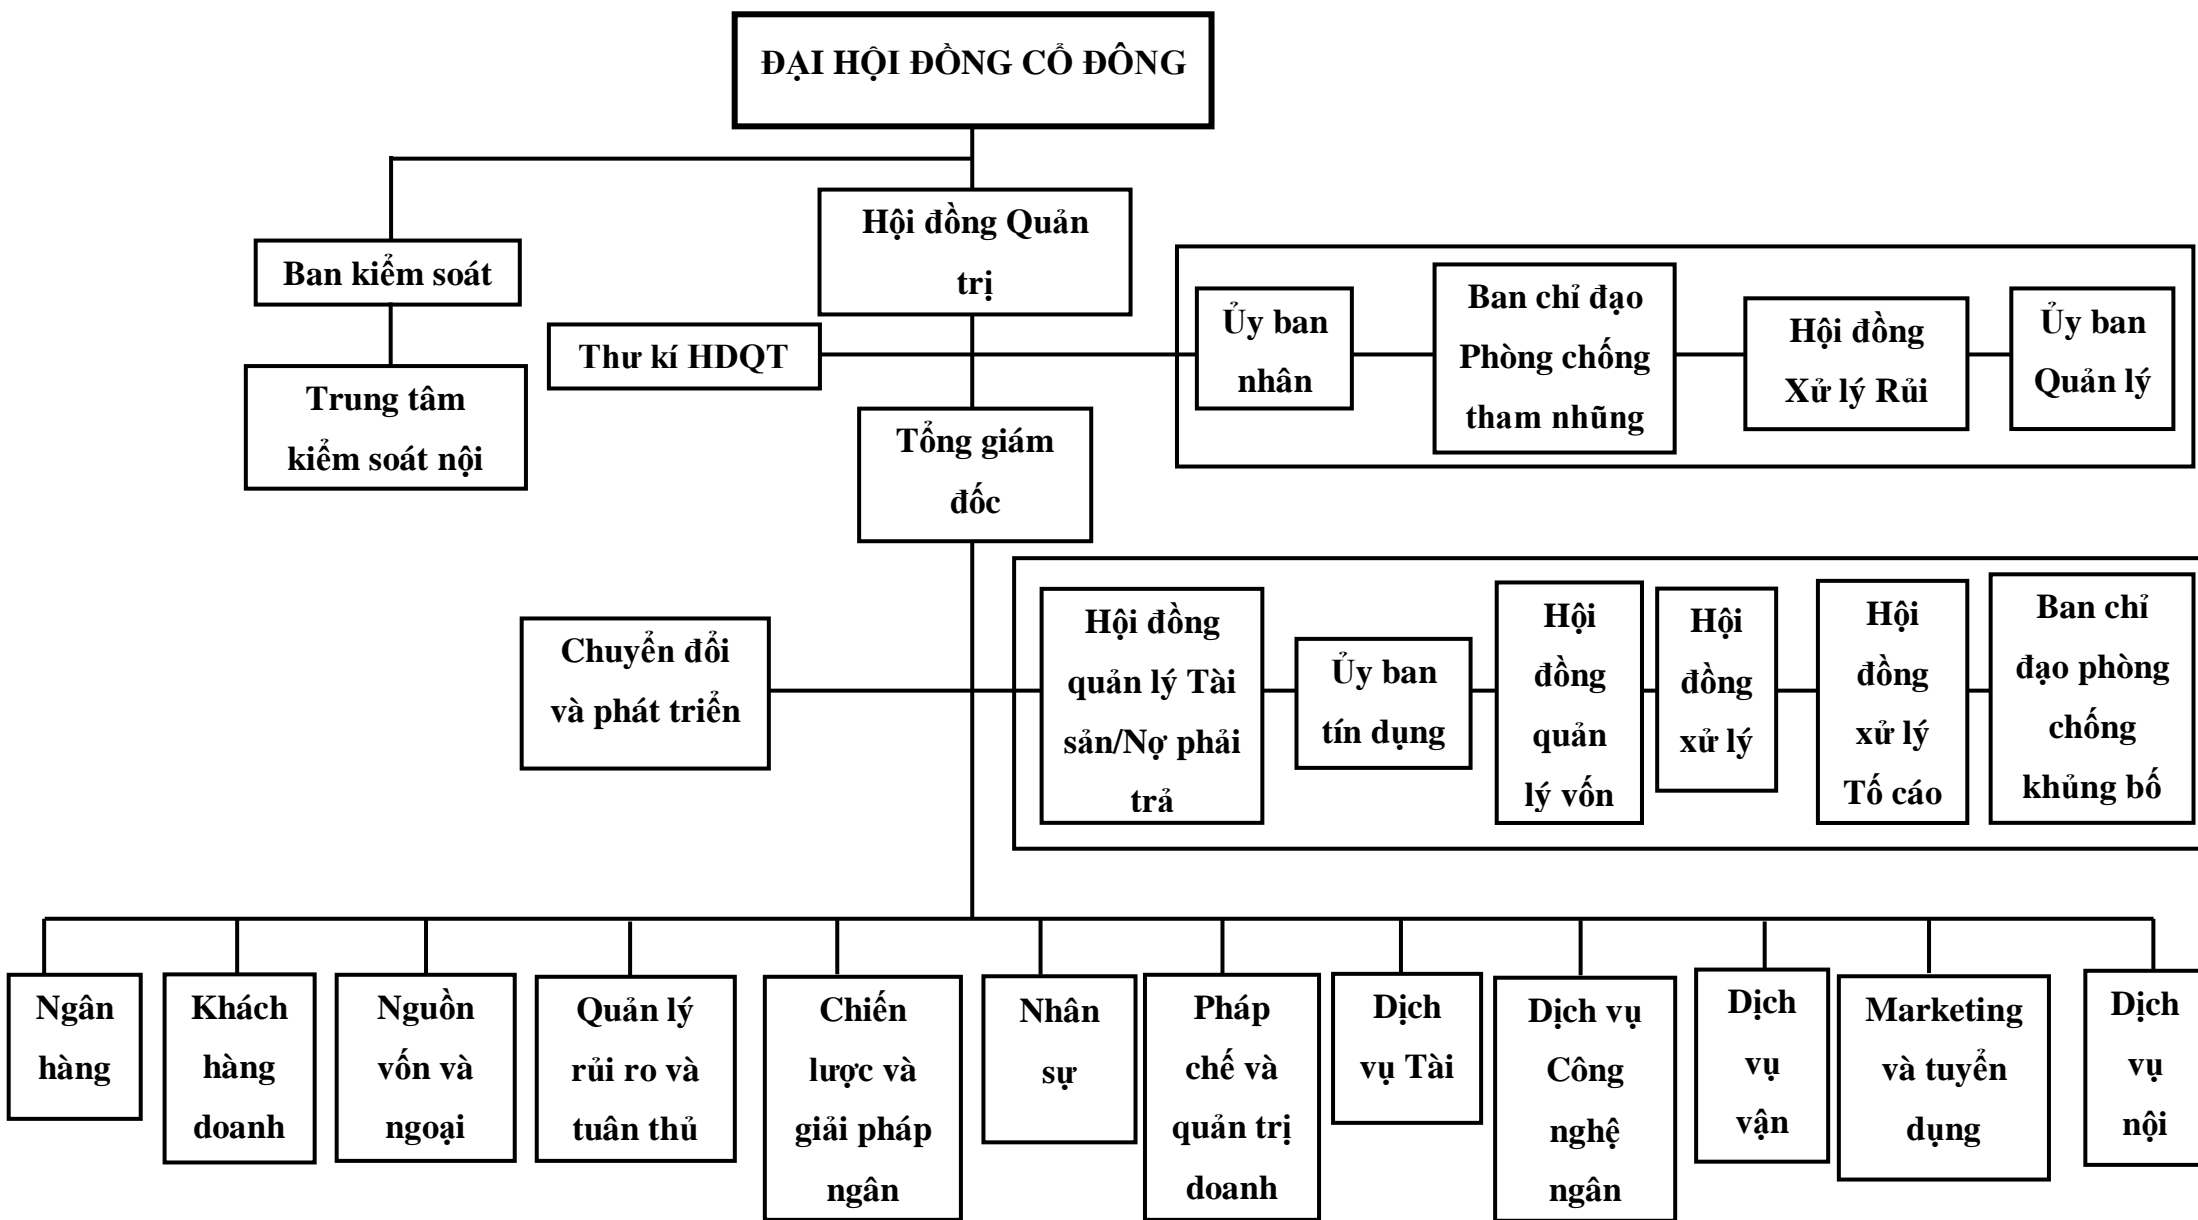 ĐẠI HỘI ĐỒNG CỔ ĐÔNG
Hội đồng Quản
trị
Ban kiểm soát
Thư kí HDQT
Trung tâm
kiểm soát nội
Ủy ban
nhân
Ban chỉ đạo
Phòng chống
tham nhũng
Hội đồng
Xử lý Rủi
Ủy ban
Quản lý
Tổng giám
đốc
Chuyển đổi
và phát triển
Hội đồng
quản lý Tài
sản/Nợ phải
trả
Ủy ban
tín dụng
Hội
đồng
quản
lý vốn
Hội
đồng
xử lý
Hội
đồng
xử lý
Tố cáo
Ban chỉ
đạo phòng
chống
khủng bố
Ngân
hàng
Khách
hàng
doanh
Nguồn
vốn và
ngoại
Quản lý
rủi ro và
tuân thủ
Chiến
lược và
giải pháp
ngân
Nhân
sự
Pháp
chế và
quản trị
doanh
Dịch
vụ Tài
Dịch vụ
Công
nghệ
ngân
Dịch
vụ
vận
Marketing
và tuyển
dụng
Dịch
vụ
nội